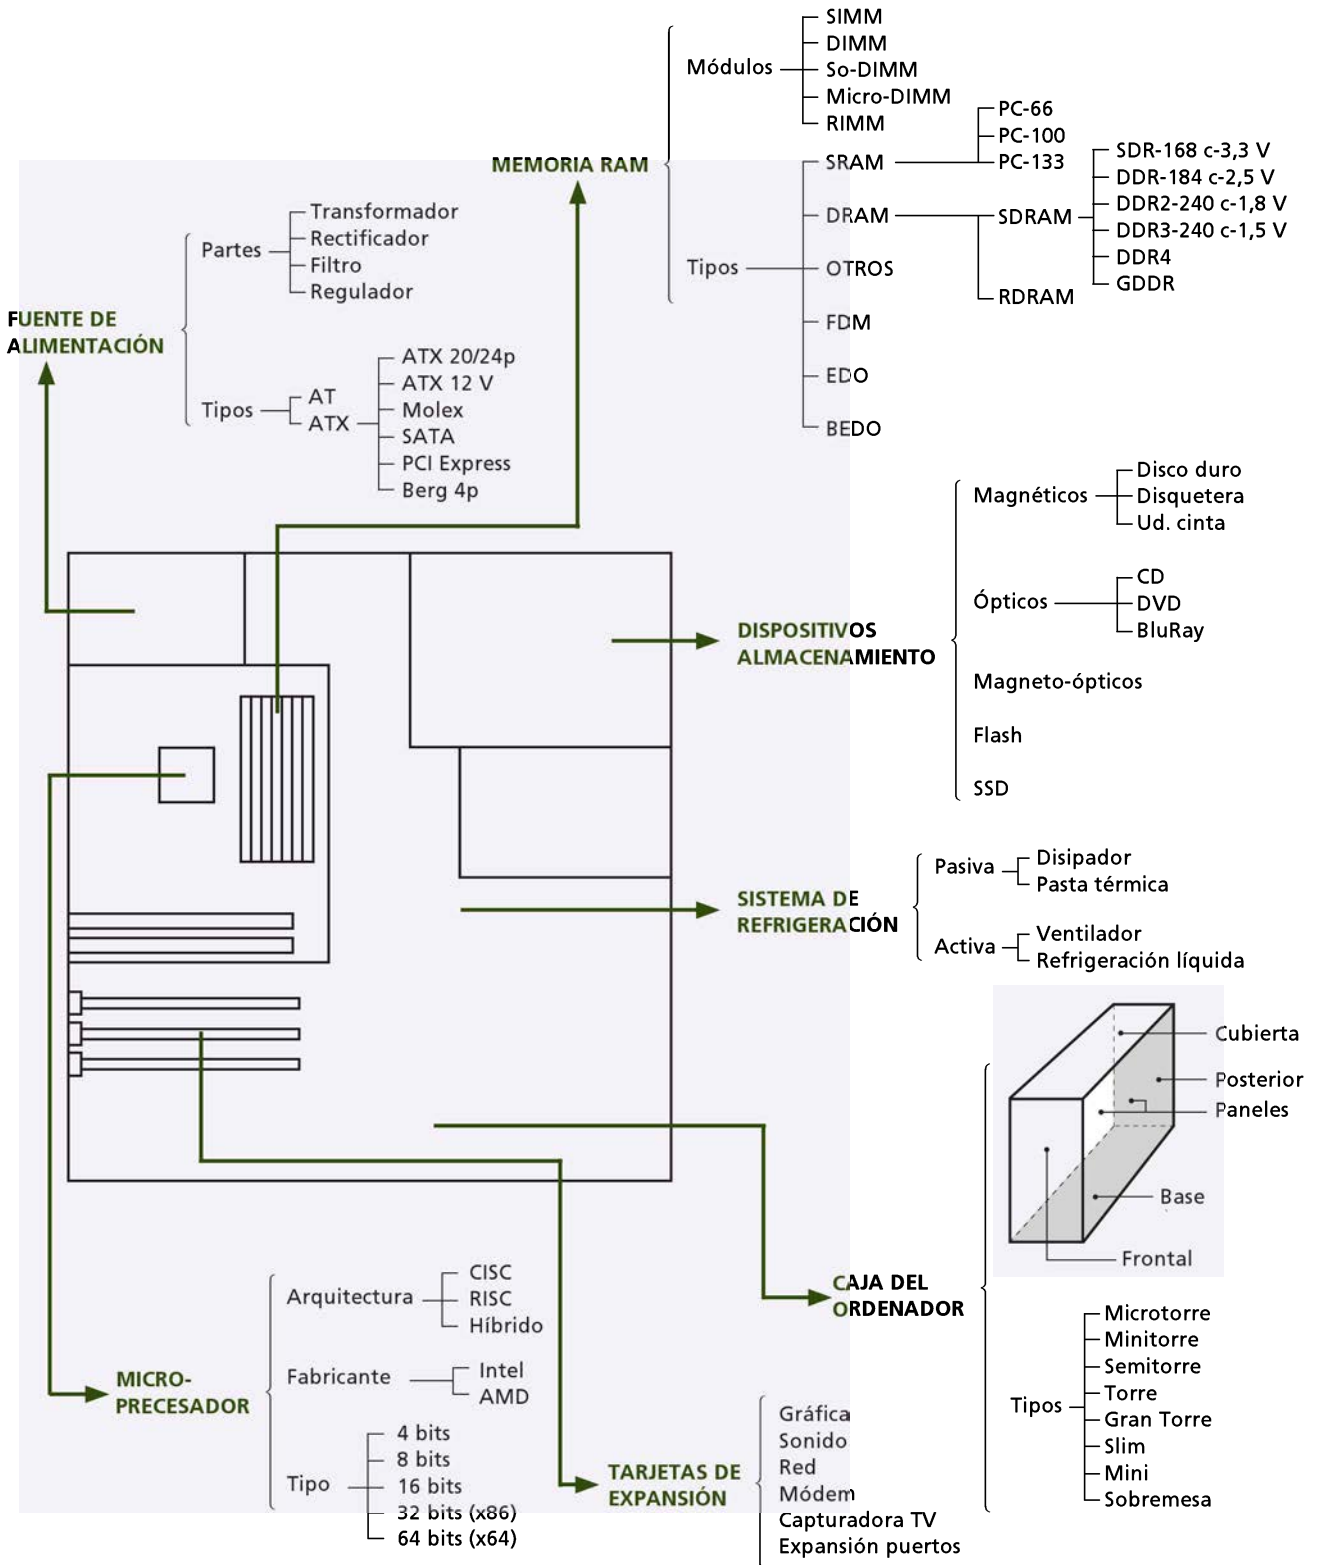 MEMORIA RAM
Módulos
SIMM
DIMM
So-DIMM
Micro-DIMM
RIMM
Tipos
SRAM
PC-66
PC-100
PC-133
DRAM
SDRAM
SDR-168 c-3,3 V
DDR-184 c-2,5 V
DDR2-240 c-1,8 V
DDR3-240 c-1,5 V
DDR4
GDDR
RDRAM
OTROS
FDM
EDO
BEDO
FUENTE DE
ALIMENTACIÓN
Partes
Transformador
Rectificador
Filtro
Regulador
Tipos
AT
ATX
ATX 20/24p
ATX 12 V
Molex
SATA
PCI Express
Berg 4p
DISPOSITIVOS
ALMACENAMIENTO
Magnéticos
Disco duro
Disquetera
Ud. cinta
Ópticos
CD
DVD
BluRay
Magneto-ópticos
Flash
SSD
SISTEMA DE
REFRIGERACIÓN
Pasiva
Disipador
Pasta térmica
Activa
Ventilador
Refrigeración líquida
CAJA DEL
ORDENADOR
Cubierta
Posterior
Paneles
Base
Frontal
Tipos
Microtorre
Minitorre
Semitorre
Torre
Gran Torre
Slim
Mini
Sobremesa
MICRO-
PRECESADOR
Arquitectura
CISC
RISC
Híbrido
Fabricante
Intel
AMD
Tipo
4 bits
8 bits
16 bits
32 bits (x86)
64 bits (x64)
TARJETAS DE
EXPANSIÓN
Gráfica
Sonido
Red
Módem
Capturadora TV
Expansión puertos